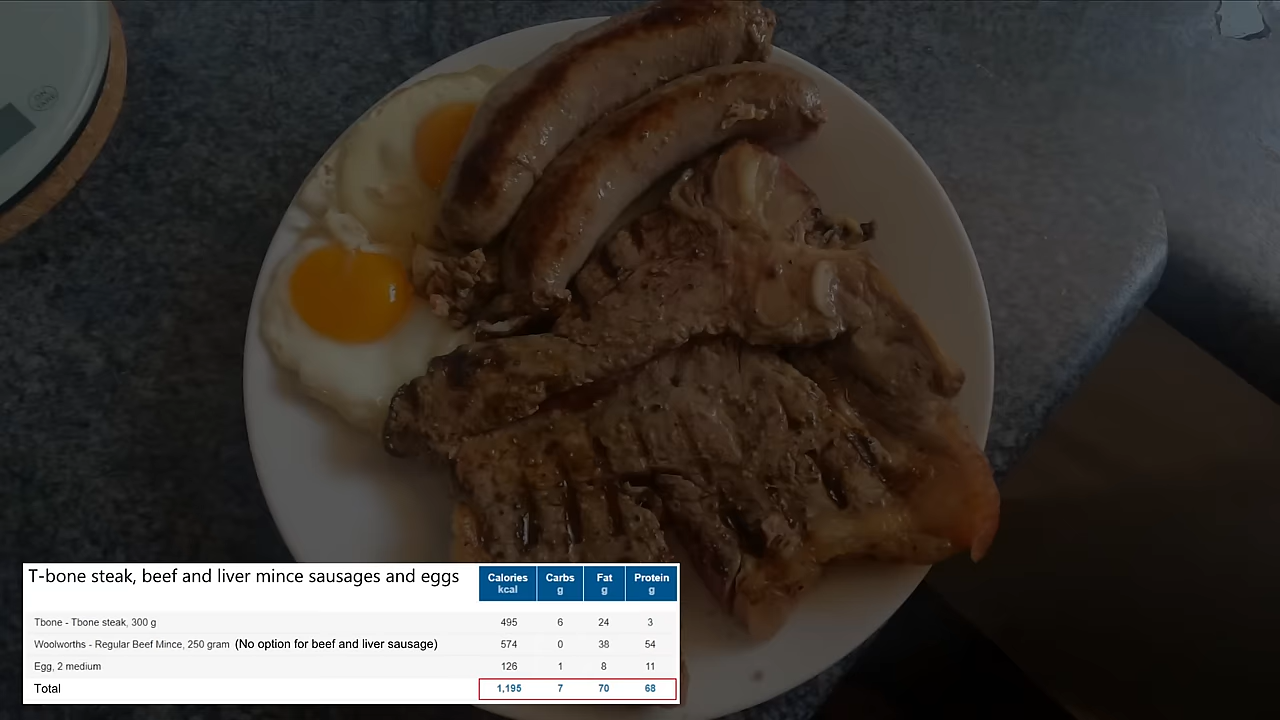 T-bone steak, beef and liver mince sausages and eggs
Calories kcal Carbs g Fat g Protein g
Tbone - Tbone steak, 300 g 495 6 24 3
Woolworths - Regular Beef Mince, 250 gram (No option for beef and liver sausage) 574 0 38 54
Egg, 2 medium 126 1 8 11
Total 1,195 7 70 68